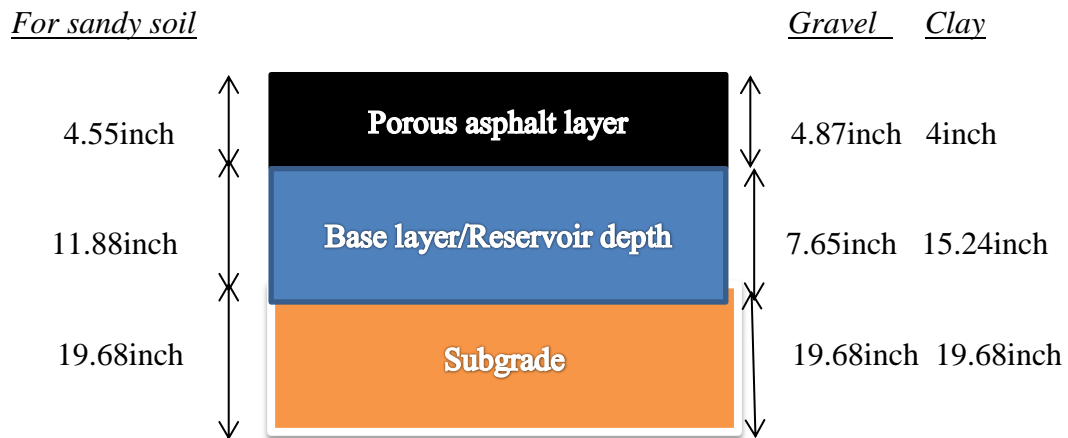 For sandy soil Gravel Clay
4.55inch Porous asphalt layer 4.87inch 4inch
11.88inch Base layer/Reservoir depth 7.65inch 15.24inch
19.68inch Subgrade 19.68inch 19.68inch